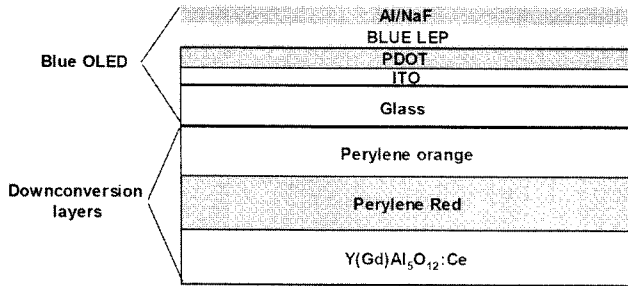 Al/NaF
BLUE LEP
Blue OLED
PDOT
ITO
Glass
Perylene orange
Downconversion
layers
Perylene Red
Y(Gd)Al₅O₁₂:Ce